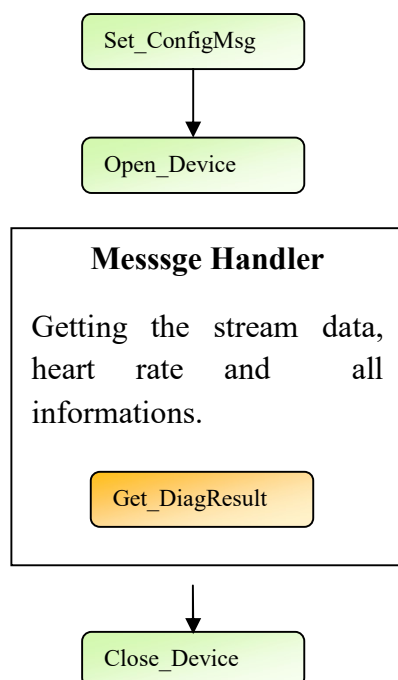 Set_ConfigMsg
Open_Device
Messsge Handler
Getting the stream data,
heart rate and all
informations.
Get_DiagResult
Close_Device